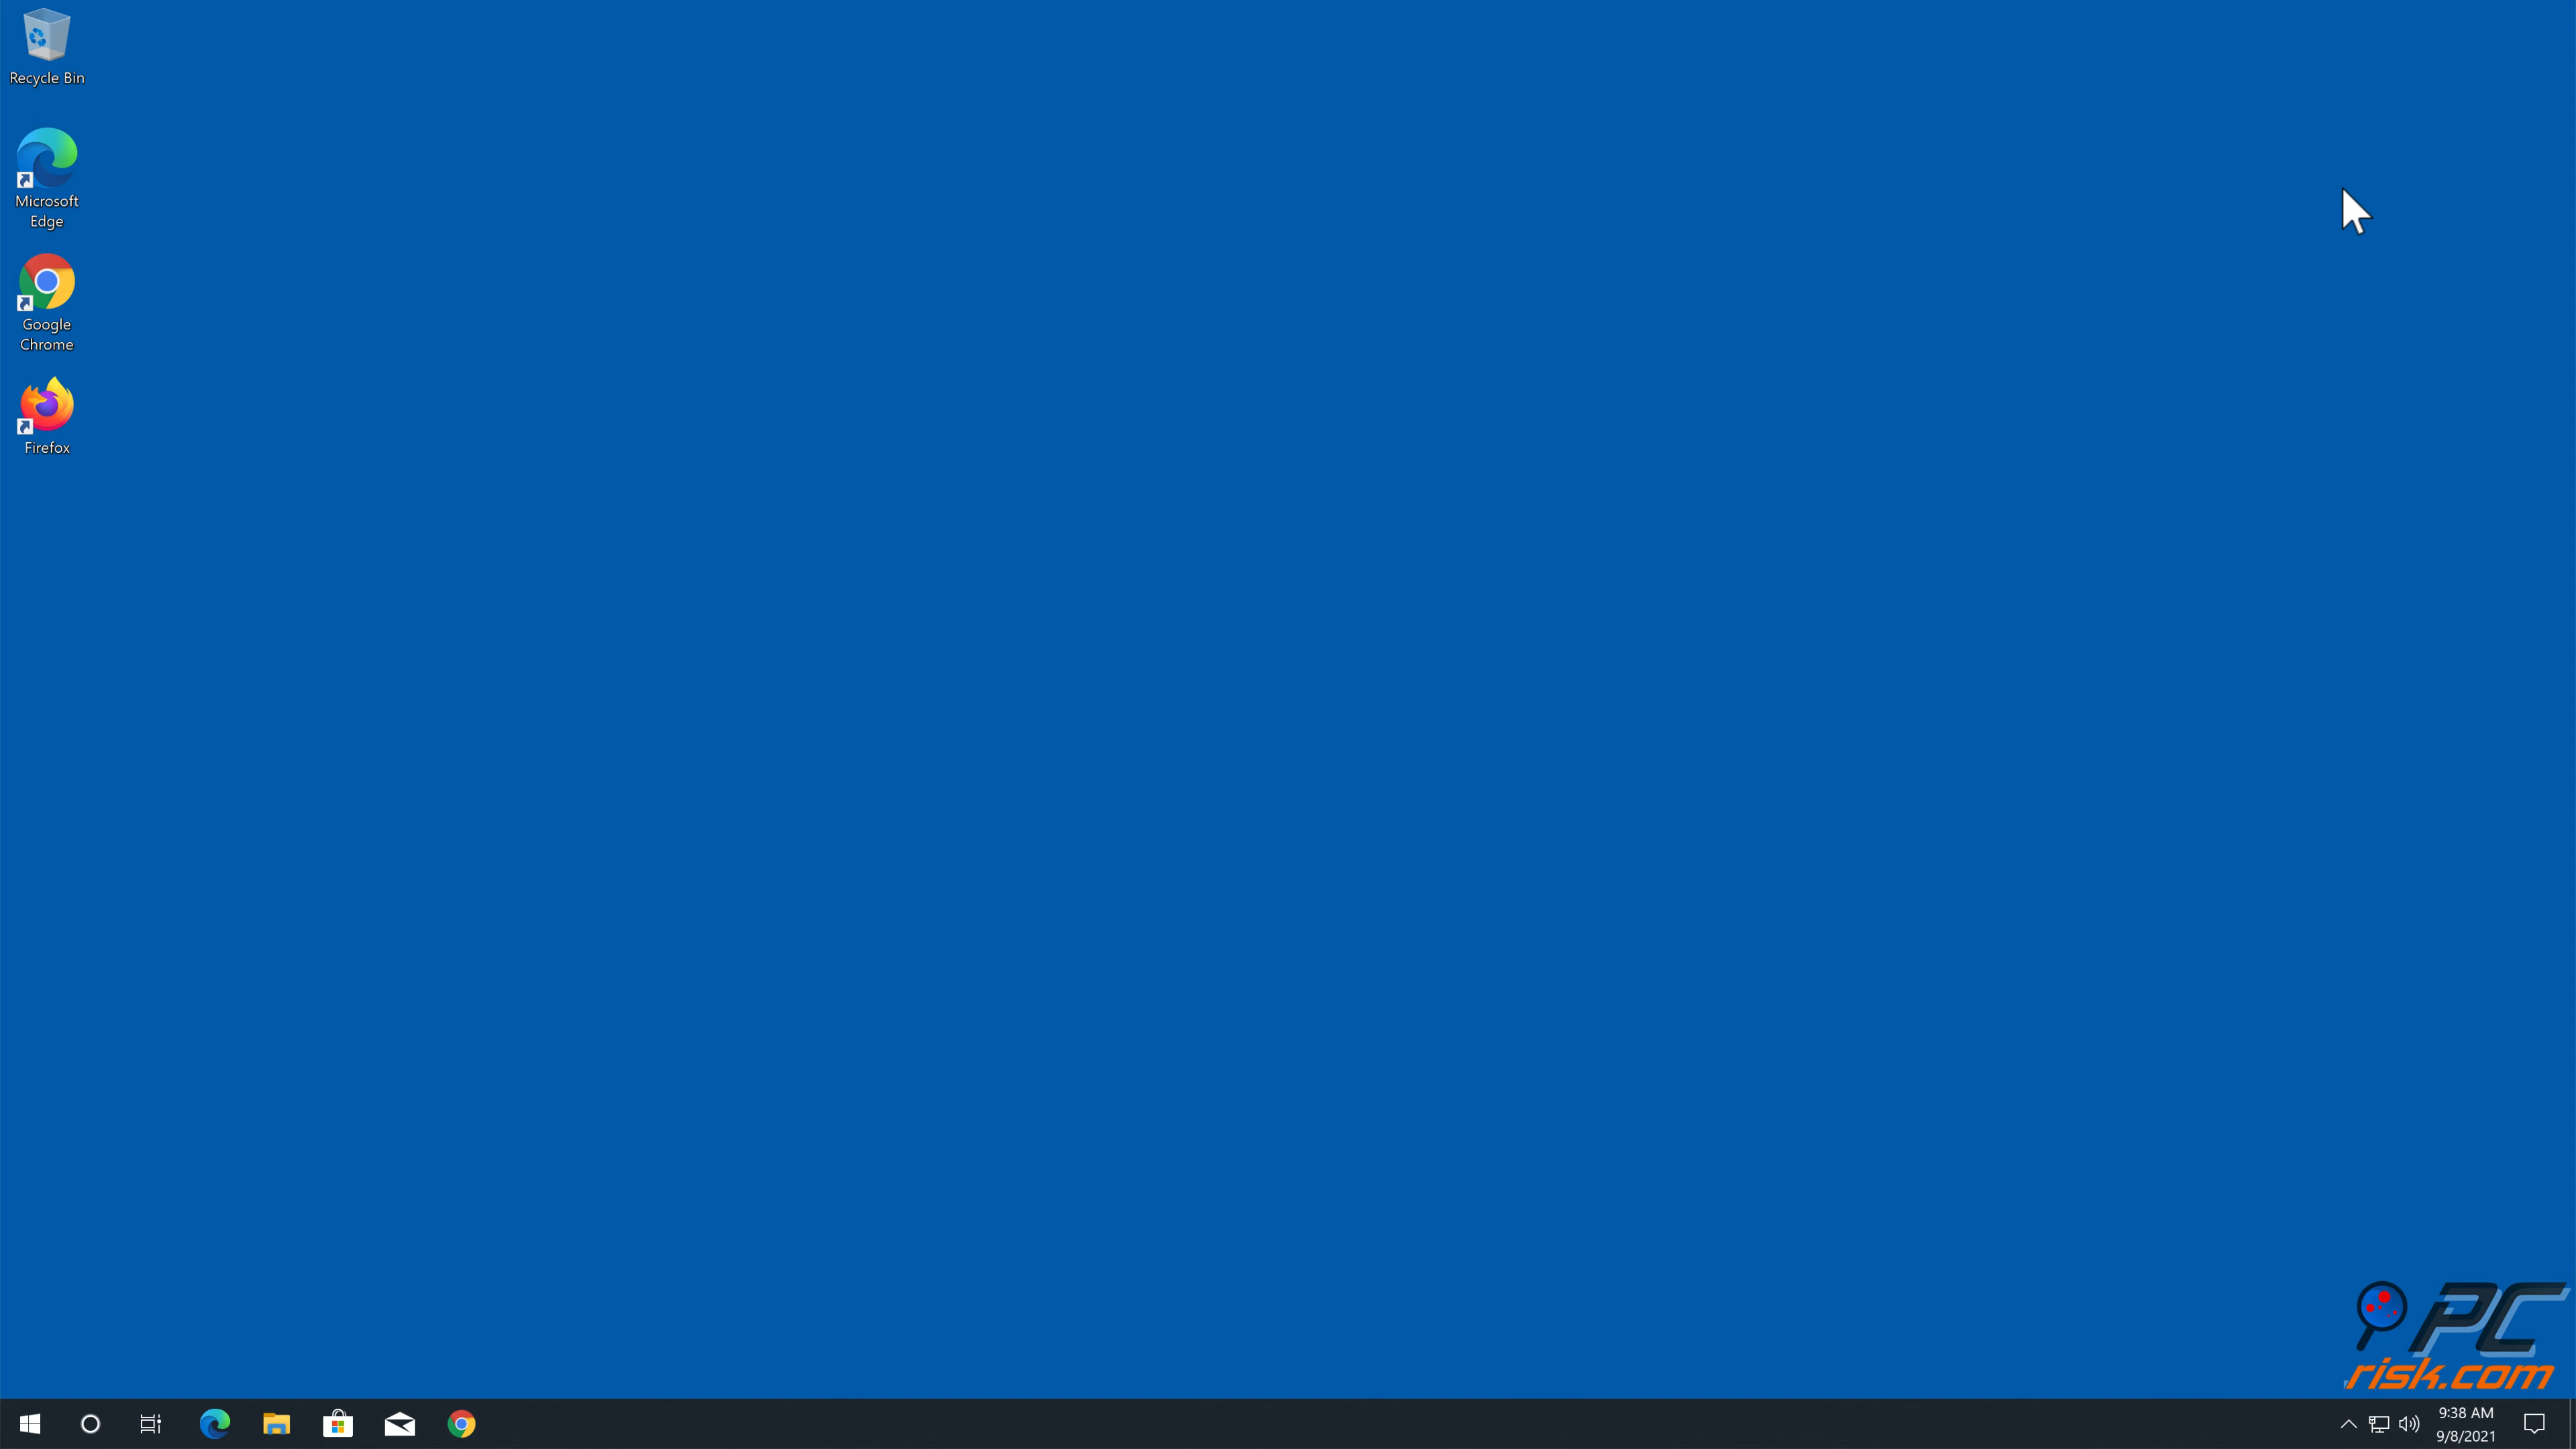 Recycle Bin
Microsoft
Edge
Google
Chrome
Firefox
PC
risk.com
9:38 AM
9/8/2021